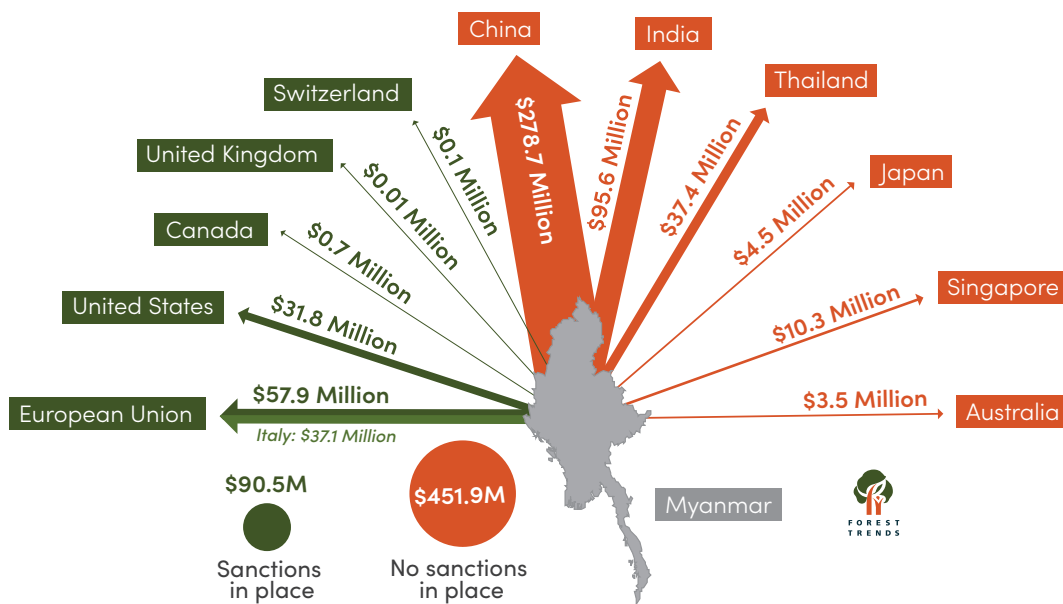 China
India
Switzerland
Thailand
United Kingdom
Japan
Canada
Singapore
United States
European Union
Australia
$278.7 Million
$95.6 Million
$37.4 Million
$0.1 Million
$0.01 Million
$4.5 Million
$0.7 Million
$10.3 Million
$31.8 Million
$57.9 Million
$3.5 Million
Italy: $37.1 Million
$90.5M
$451.9M
Myanmar
FOREST
TRENDS
Sanctions
in place
No sanctions
in place